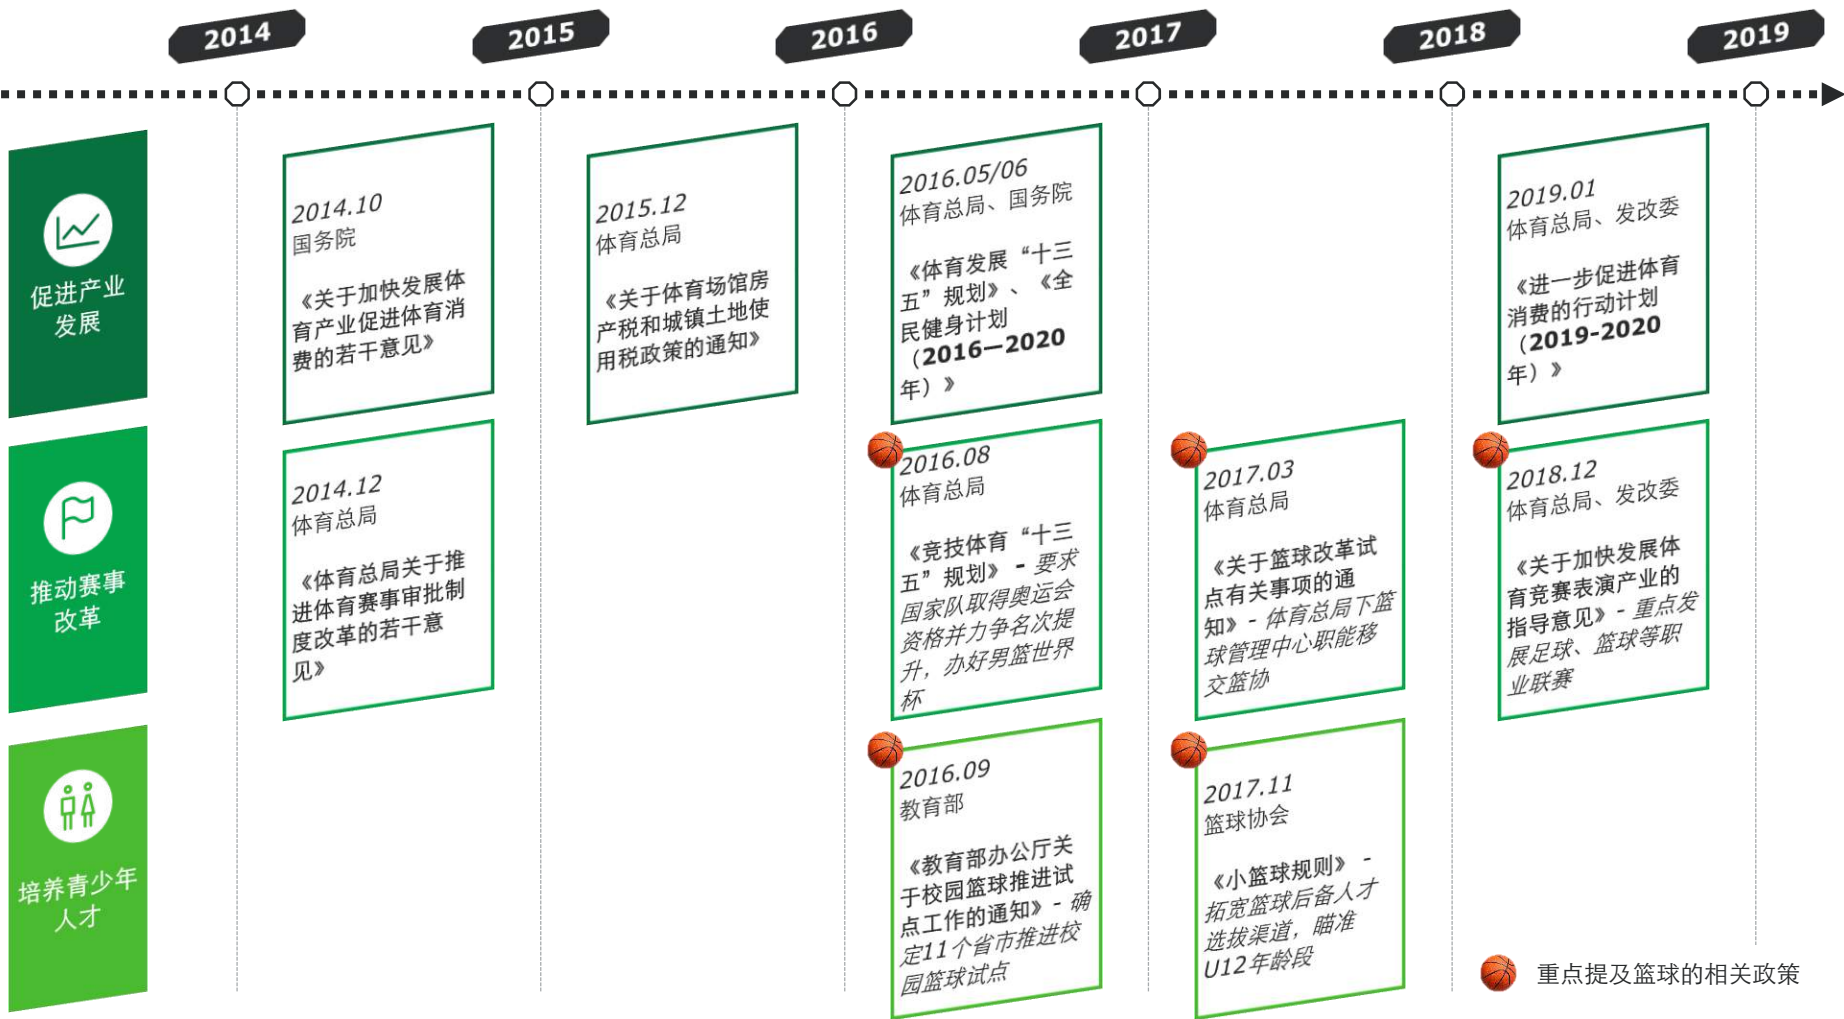 2014
2015
2016
2017
2018
2019
促进产业
发展
2014.10
国务院
《关于加快发展体
育产业促进体育消
费的若干意见》
2015.12
体育总局
《关于体育场馆房
产税和城镇土地使
用税政策的通知》
2016.05/06
体育总局、国务院
《体育发展“十三
五”规划》、《全
民健身计划
（2016—2020
年）》
2019.01
体育总局、发改委
《进一步促进体育
消费的行动计划
（2019-2020
年）》
推动赛事
改革
2014.12
体育总局
《体育总局关于推
进体育赛事审批制
度改革的若干意
见》
2016.08
体育总局
《竞技体育“十三
五”规划》 - 要求
国家队取得奥运会
资格并力争名次提
升，办好男篮世界
杯
2017.03
体育总局
《关于篮球改革试
点有关事项的通
知》- 体育总局下篮
球管理中心职能移
交篮协
2018.12
体育总局、发改委
《关于加快发展体
育竞赛表演产业的
指导意见》- 重点发
展足球、篮球等职
业联赛
培养青少年
人才
2016.09
教育部
《教育部办公厅关
于校园篮球推进试
点工作的通知》- 确
定11个省市推进校
园篮球试点
2017.11
篮球协会
《小篮球规则》 -
拓宽篮球后备人才
选拔渠道，瞄准
U12年龄段
重点提及篮球的相关政策